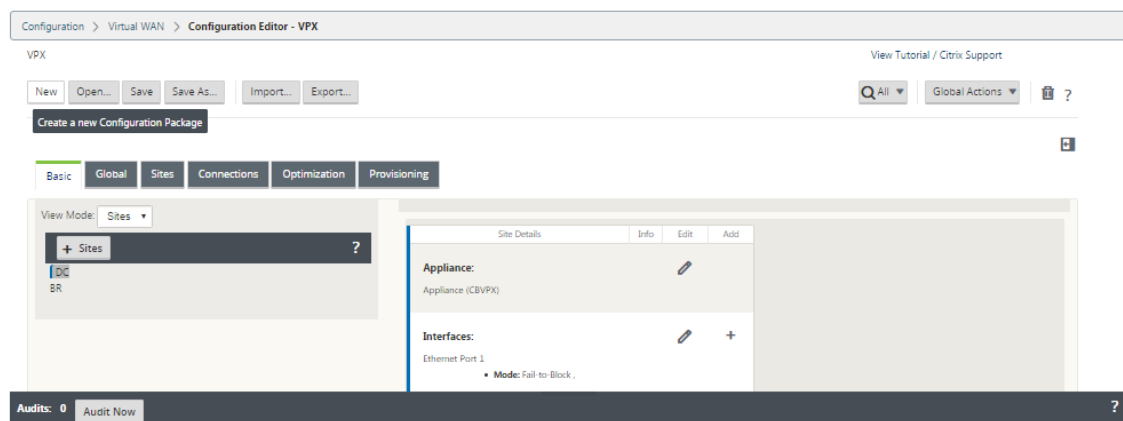 Configuration > Virtual WAN > Configuration Editor - VPX
VPX
View Tutorial / Citrix Support
New Open... Save Save As... Import... Export... All ▼ Global Actions ▼ ?
Create a new Configuration Package
Basic Global Sites Connections Optimization Provisioning
View Mode: Sites ▼
+ Sites ?
DC
BR
Site Details Info Edit Add
Appliance:
Appliance (CBVPX)
Interfaces: +
Ethernet Port 1
• Mode: Fail-to-Block ,
Audits: 0 Audit Now ?